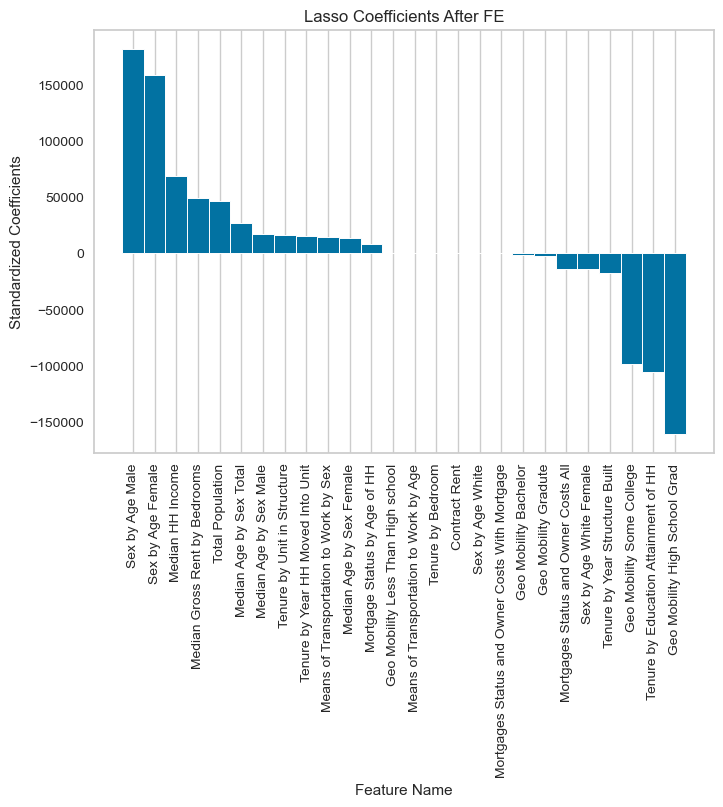 Lasso Coefficients After FE
Standardized Coefficients
150000
100000
50000
0
−50000
−100000
−150000
Sex by Age Male
Sex by Age Female
Median HH Income
Median Gross Rent by Bedrooms
Total Population
Median Age by Sex Total
Median Age by Sex Male
Tenure by Unit in Structure
Tenure by Year HH Moved Into Unit
Means of Transportation to Work by Sex
Median Age by Sex Female
Mortgage Status by Age of HH
Geo Mobility Less Than High school
Means of Transportation to Work by Age
Tenure by Bedroom
Contract Rent
Sex by Age White
Mortgages Status and Owner Costs With Mortgage
Geo Mobility Bachelor
Geo Mobility Gradute
Mortgages Status and Owner Costs All
Sex by Age White Female
Tenure by Year Structure Built
Geo Mobility Some College
Tenure by Education Attainment of HH
Geo Mobility High School Grad
Feature Name